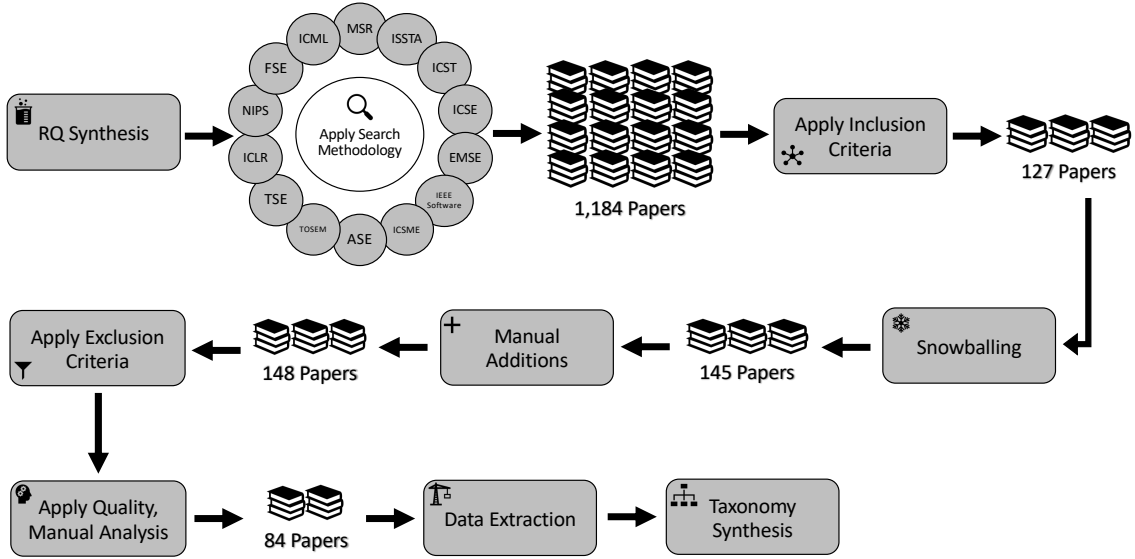 RQ Synthesis
MSR
ISSTA
ICST
ICSE
EMSE
IEEE
Software
ICSME
ASE
TOSEM
TSE
ICLR
NIPS
FSE
ICML
Apply Search
Methodology
1,184 Papers
Apply Inclusion
Criteria
127 Papers
Snowballing
145 Papers
Manual
Additions
148 Papers
Apply Exclusion
Criteria
Apply Quality,
Manual Analysis
84 Papers
Data Extraction
Taxonomy
Synthesis